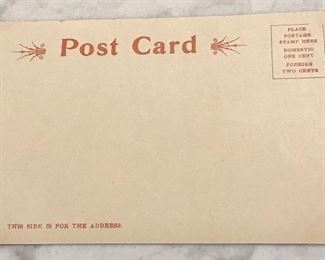 Post Card
PLACE
POSTAGE
STAMP HERE
DOMESTIC
ONE CENT
FOREIGN
TWO CENTS
THIS SIDE IS FOR THE ADDRESS.